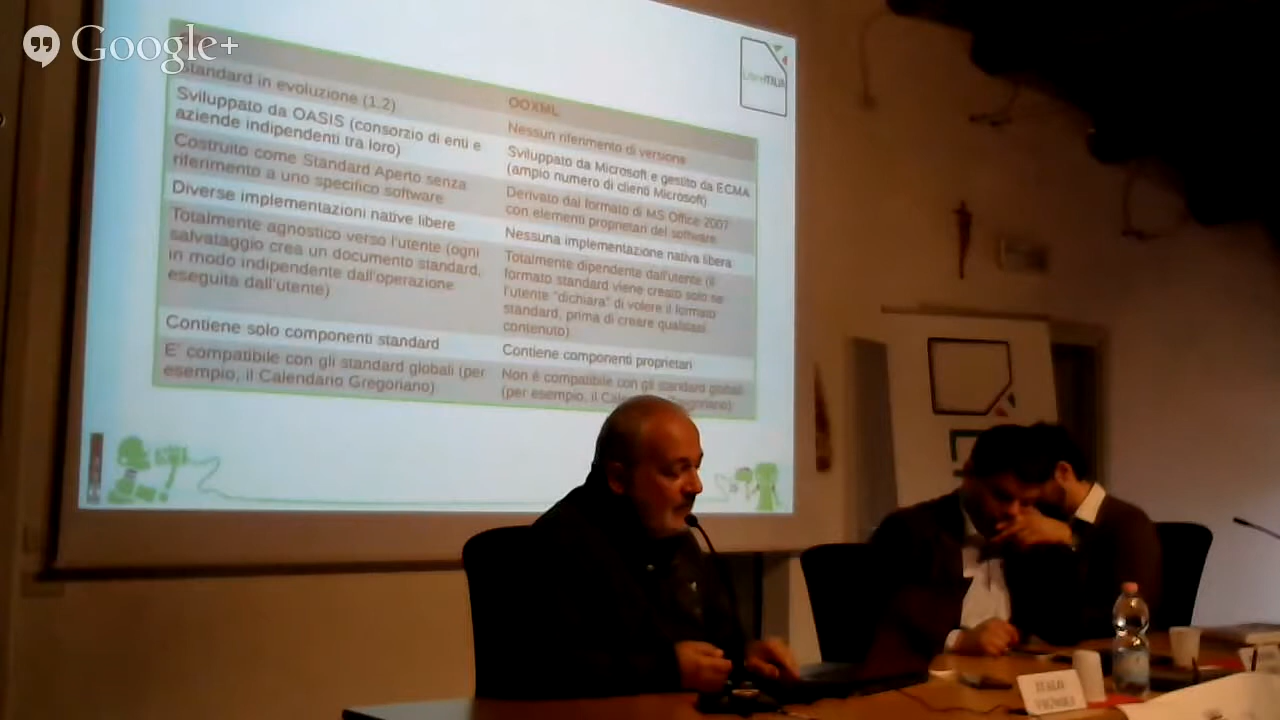 Google+
LibreITALIA
Standard in evoluzione (1.2)
Sviluppato da OASIS (consorzio di enti e
aziende indipendenti tra loro)
Costruito come Standard Aperto senza
riferimento a uno specifico software
Diverse implementazioni native libere
Totalmente agnostico verso l'utente (ogni
salvataggio crea un documento standard,
in modo indipendente dall'operazione
eseguita dall'utente)
Contiene solo componenti standard
E' compatibile con gli standard globali (per
esempio, il Calendario Gregoriano)
OOXML
Nessun riferimento di versione
Sviluppato da Microsoft e gestito da ECMA
(ampio numero di clienti Microsoft)
Derivato dal formato di MS Office 2007
con elementi proprietari del software
Nessuna implementazione nativa libera
Totalmente dipendente dall'utente (il
formato standard viene creato solo se
l'utente "dichiara" di volere il formato
standard, prima di creare qualsiasi
contenuto)
Contiene componenti proprietari
Non è compatibile con gli standard globali
(per esempio, il Gregoriano)
ITALO
VIGNOLI